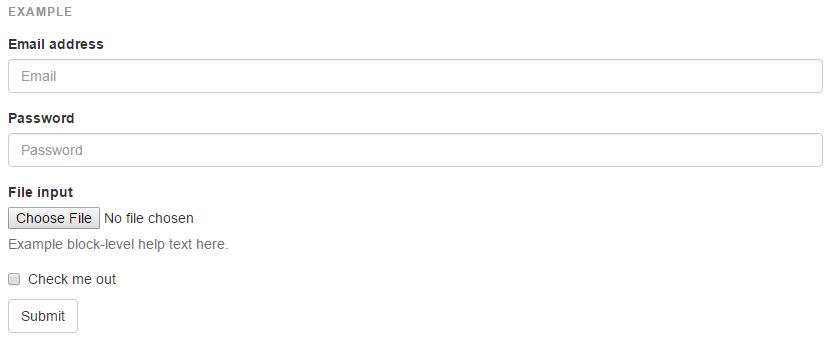 EXAMPLE
Email address
Email
Password
Password
File input
Choose File No file chosen
Example block-level help text here.
Check me out
Submit